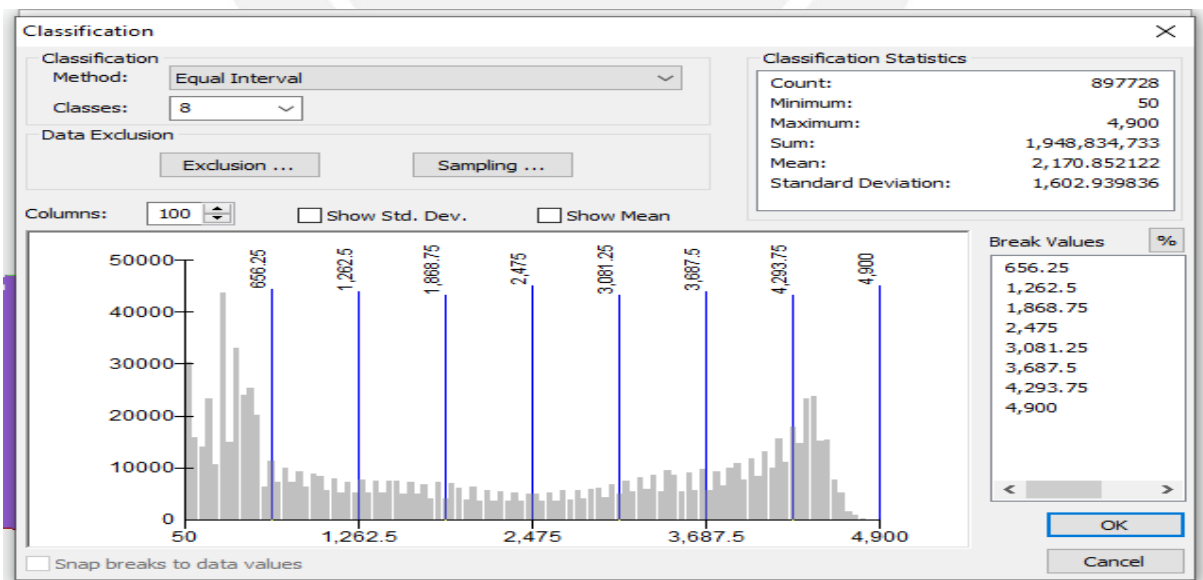 Classification
Classification
Method: Equal Interval
Classes: 8
Data Exclusion
Exclusion ...
Sampling ...
Classification Statistics
Count: 897728
Minimum: 50
Maximum: 4,900
Sum: 1,948,834,733
Mean: 2,170.852122
Standard Deviation: 1,602.939836
Columns: 100
Show Std. Dev.
Show Mean
50000
40000
30000
20000
10000
0
656.25
1,262.5
1,868.75
2,475
3,081.25
3,687.5
4,293.75
4,900
50
1,262.5
2,475
3,687.5
4,900
Break Values %
656.25
1,262.5
1,868.75
2,475
3,081.25
3,687.5
4,293.75
4,900
OK
Cancel
Snap breaks to data values